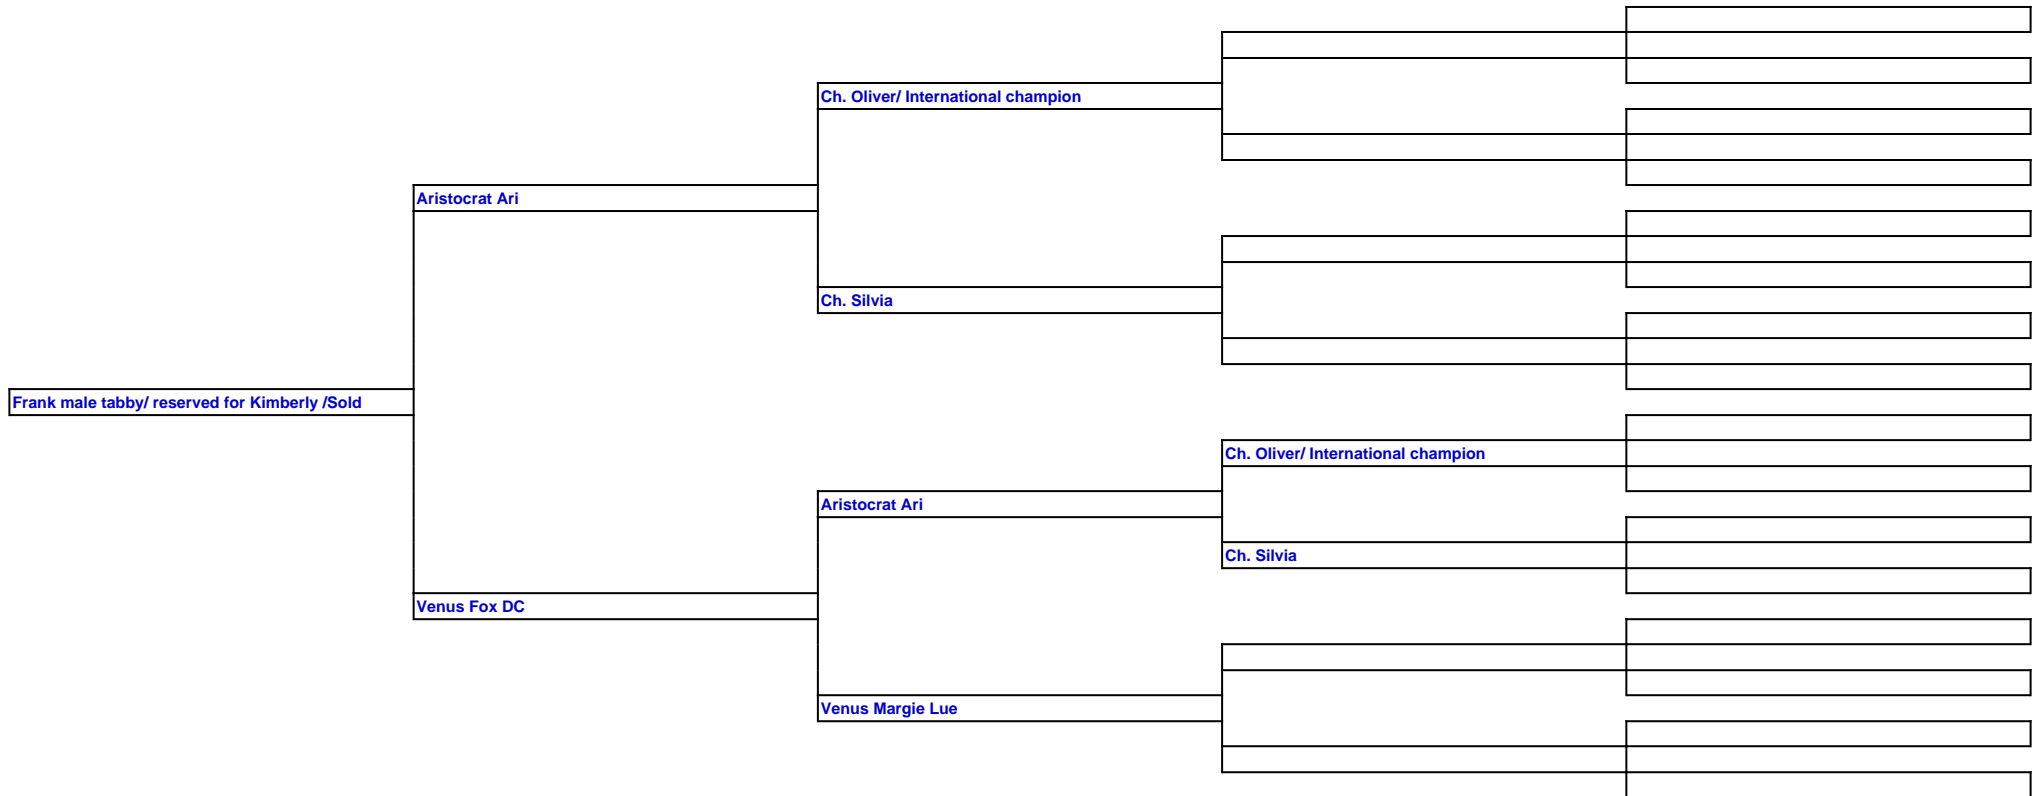 Ch. Oliver/ International champion
Aristocrat Ari
Ch. Silvia
Frank male tabby/ reserved for Kimberly /Sold
Ch. Oliver/ International champion
Aristocrat Ari
Ch. Silvia
Venus Fox DC
Venus Margie Lue